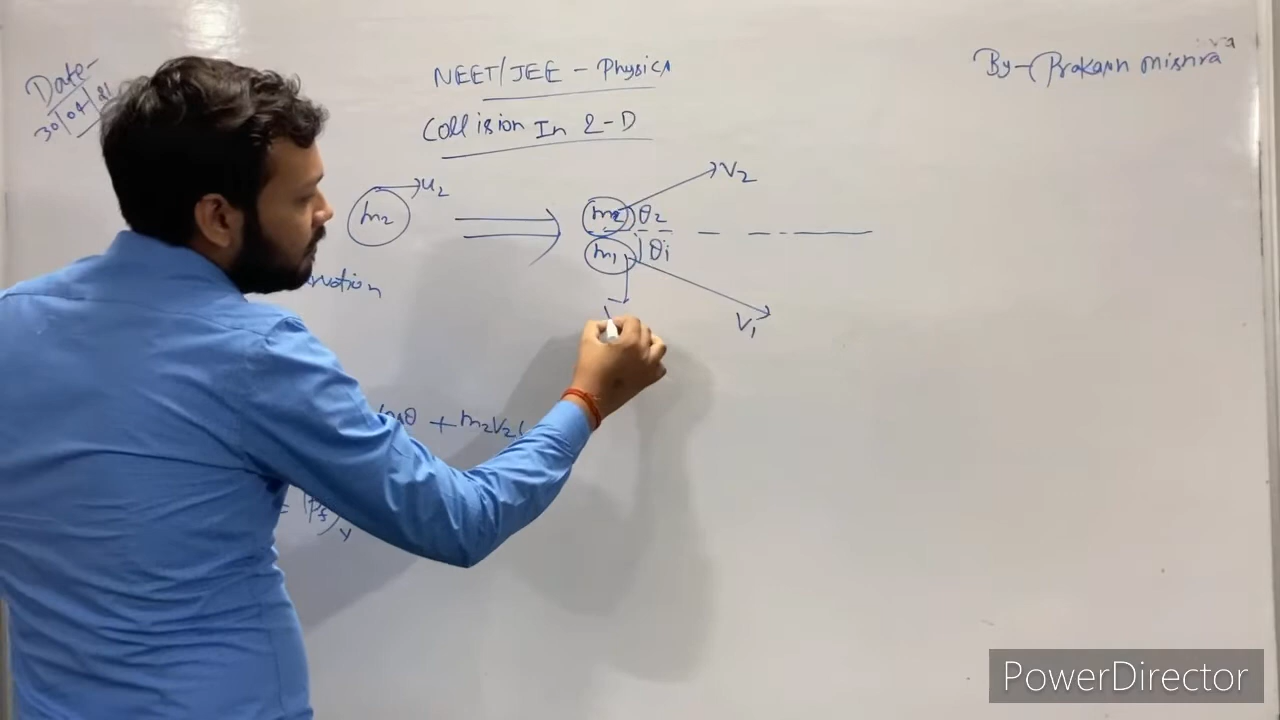 Date-
30/04/21
NEET/JEE - Physics
By - Prakash mishra
Collision In 2-D
m2
u2
m2
θ2
v2
m1
θ1
v1
θ + m2v2
= (Pf)y
PowerDirector